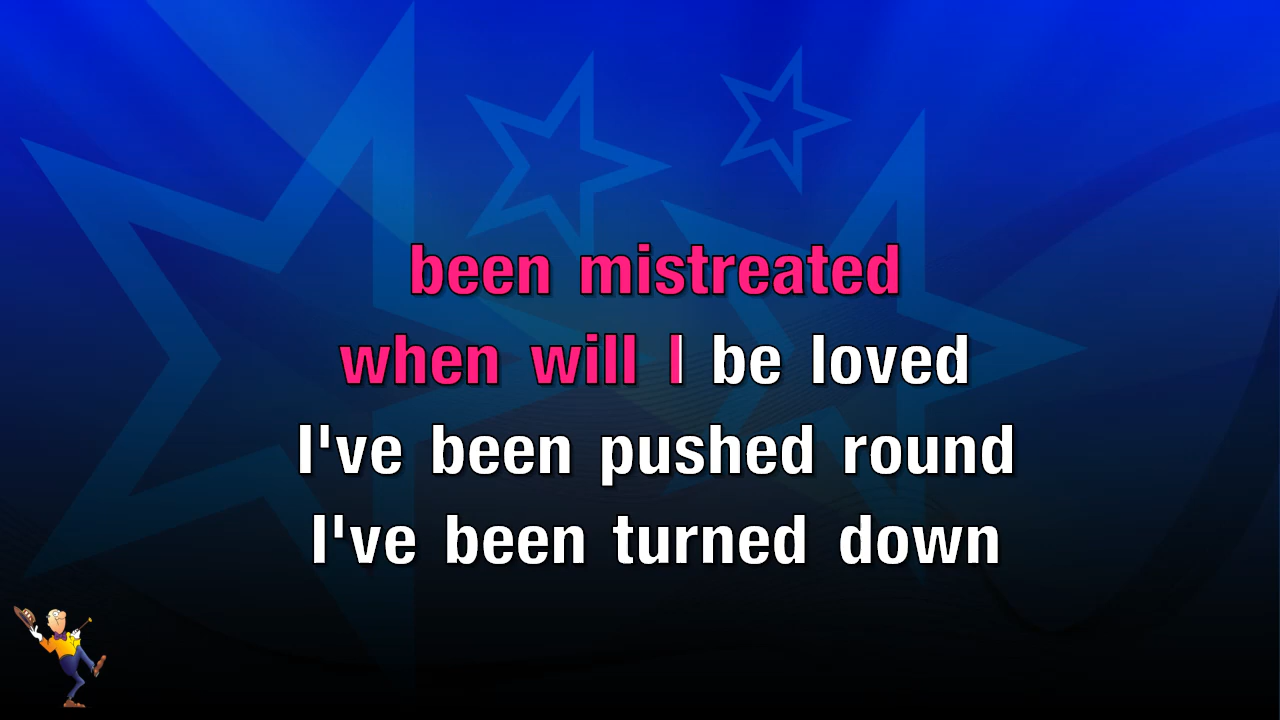 been mistreated
when will I be loved
I've been pushed round
I've been turned down